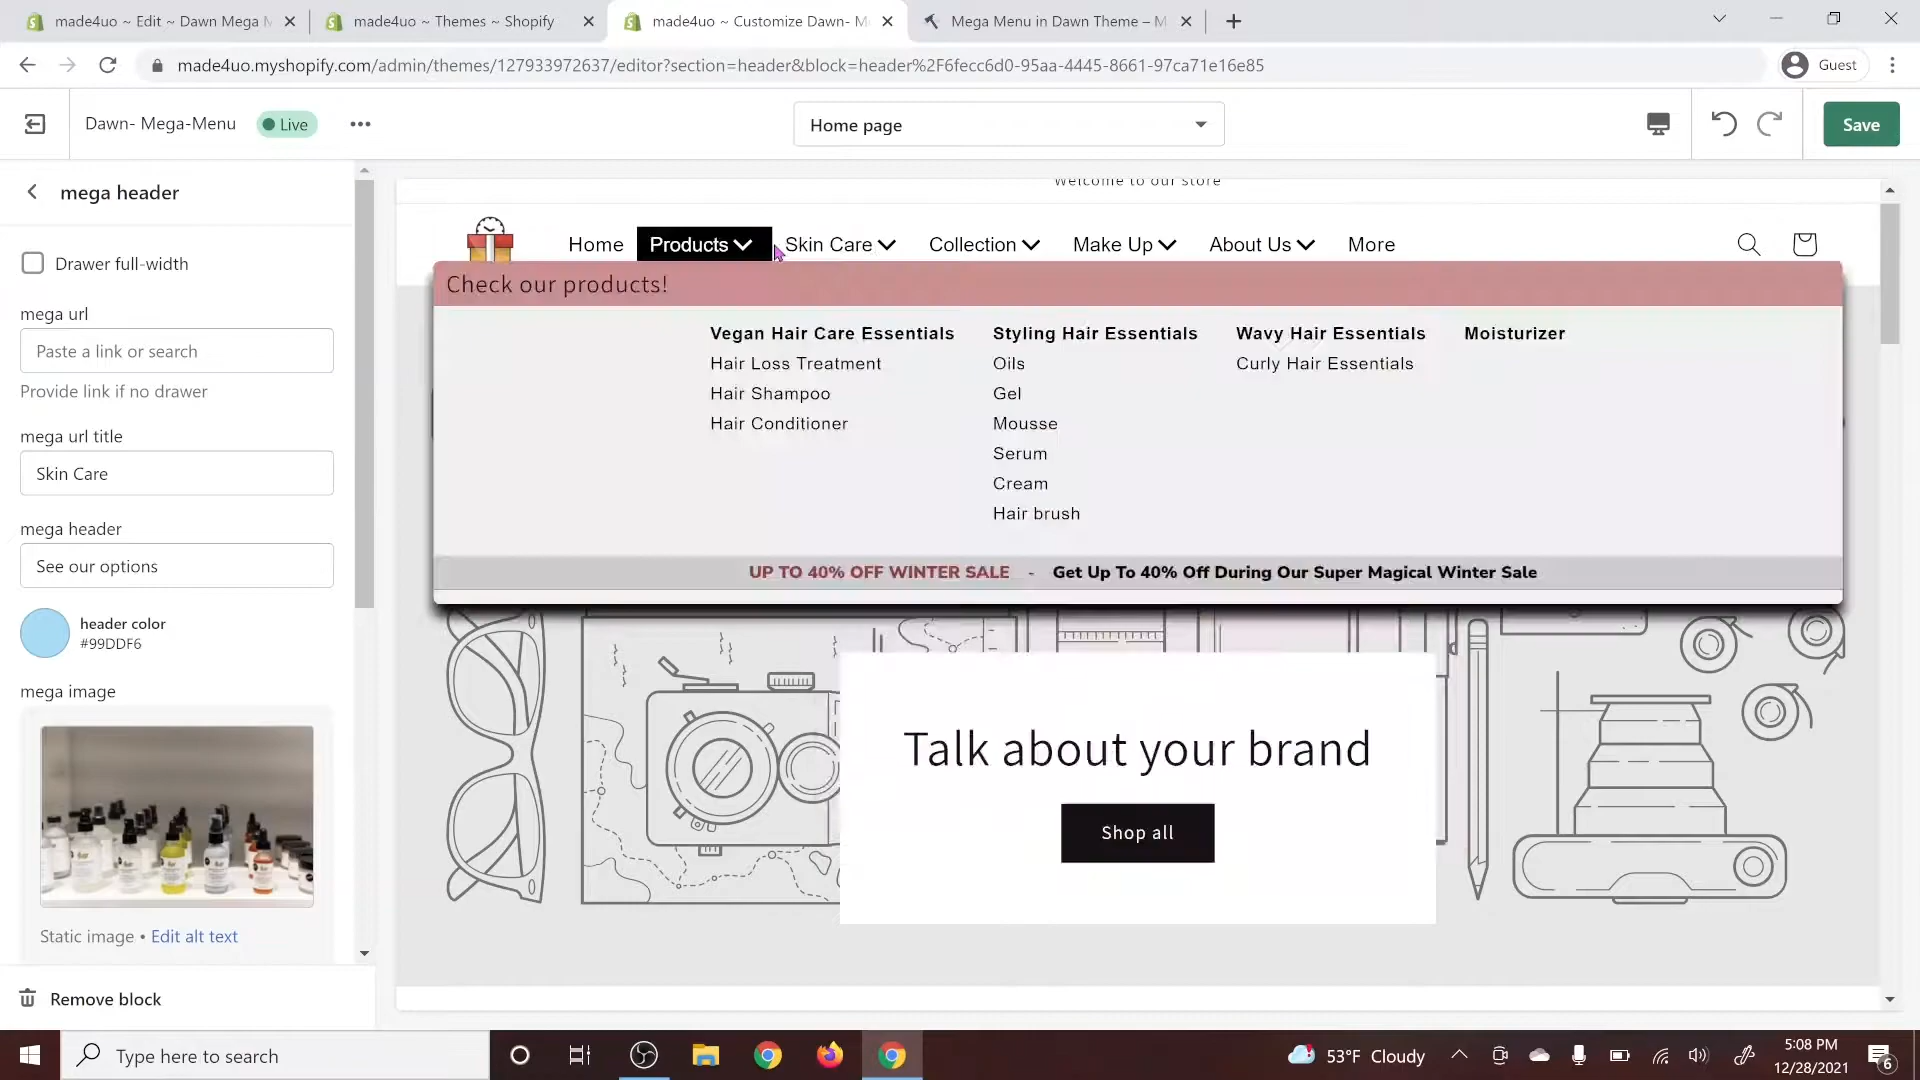 made4uo ~ Edit ~ Dawn Mega M
made4uo ~ Themes ~ Shopify
made4uo ~ Customize Dawn- M
Mega Menu in Dawn Theme – M
made4uo.myshopify.com/admin/themes/127933972637/editor?section=header&block=header%2F6fecc6d0-95aa-4445-8661-97ca71e16e85
Guest
Dawn- Mega-Menu
Live
Home page
Save
mega header
Drawer full-width
mega url
Paste a link or search
Provide link if no drawer
mega url title
Skin Care
mega header
See our options
header color
#99DDF6
mega image
Static image • Edit alt text
Remove block
Welcome to our store
Home
Products
Skin Care
Collection
Make Up
About Us
More
Check our products!
Vegan Hair Care Essentials
Hair Loss Treatment
Hair Shampoo
Hair Conditioner
Styling Hair Essentials
Oils
Gel
Mousse
Serum
Cream
Hair brush
Wavy Hair Essentials
Curly Hair Essentials
Moisturizer
UP TO 40% OFF WINTER SALE - Get Up To 40% Off During Our Super Magical Winter Sale
Talk about your brand
Shop all
Type here to search
53°F Cloudy
5:08 PM
12/28/2021
6